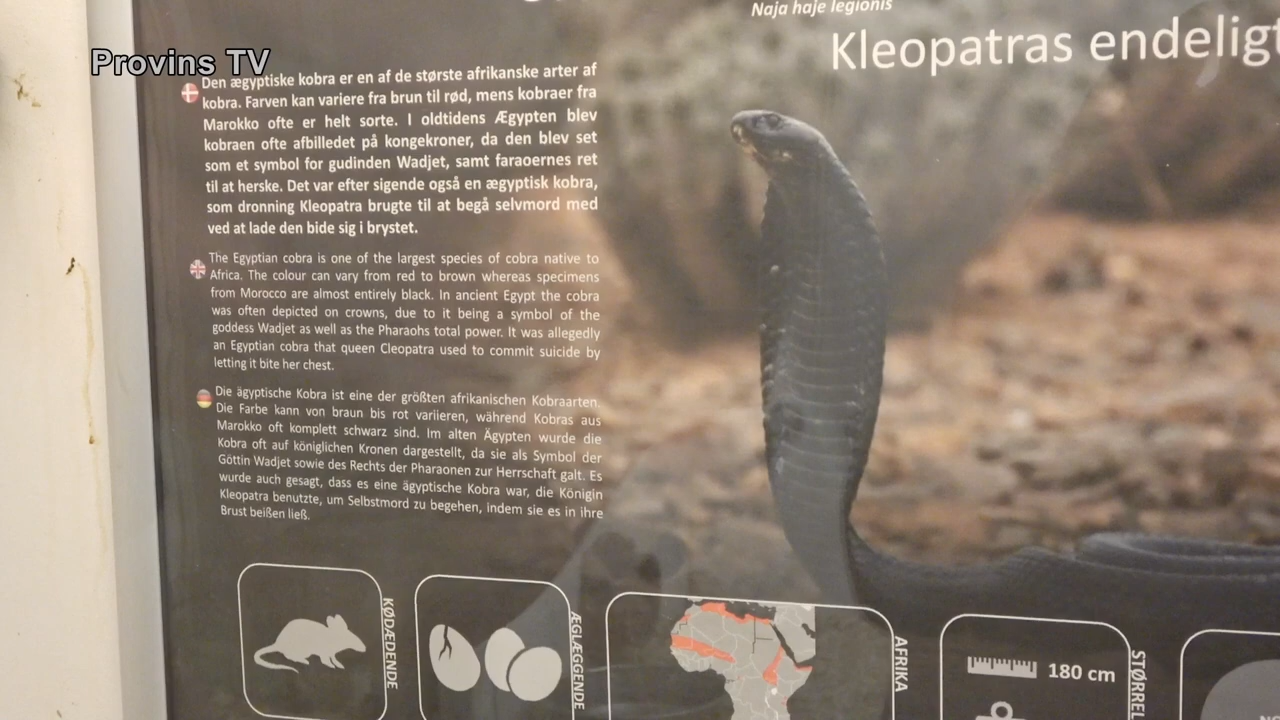 Naja haje legionis
Kleopatras endeligt
Provins TV
Den ægyptiske kobra er en af de største afrikanske arter af
kobra. Farven kan variere fra brun til rød, mens kobraer fra
Marokko ofte er helt sorte. I oldtidens Ægypten blev
kobraen ofte afbilledet på kongekroner, da den blev set
som et symbol for gudinden Wadjet, samt faraoernes ret
til at herske. Det var efter sigende også en ægyptisk kobra,
som dronning Kleopatra brugte til at begå selvmord med
ved at lade den bide sig i brystet.
The Egyptian cobra is one of the largest species of cobra native to
Africa. The colour can vary from red to brown whereas specimens
from Morocco are almost entirely black. In ancient Egypt the cobra
was often depicted on crowns, due to it being a symbol of the
goddess Wadjet as well as the Pharaohs total power. It was allegedly
an Egyptian cobra that queen Cleopatra used to commit suicide by
letting it bite her chest.
Die ägyptische Kobra ist eine der größten afrikanischen Kobraarten.
Die Farbe kann von braun bis rot variieren, während Kobras aus
Marokko oft komplett schwarz sind. Im alten Ägypten wurde die
Kobra oft auf königlichen Kronen dargestellt, da sie als Symbol der
Göttin Wadjet sowie des Rechts der Pharaonen zur Herrschaft galt. Es
wurde auch gesagt, dass es eine ägyptische Kobra war, die Königin
Kleopatra benutzte, um Selbstmord zu begehen, indem sie es in ihre
Brust beißen ließ.
KØDÆDENDE
ÆGLÆGGENDE
AFRIKA
180 cm
STØRREL